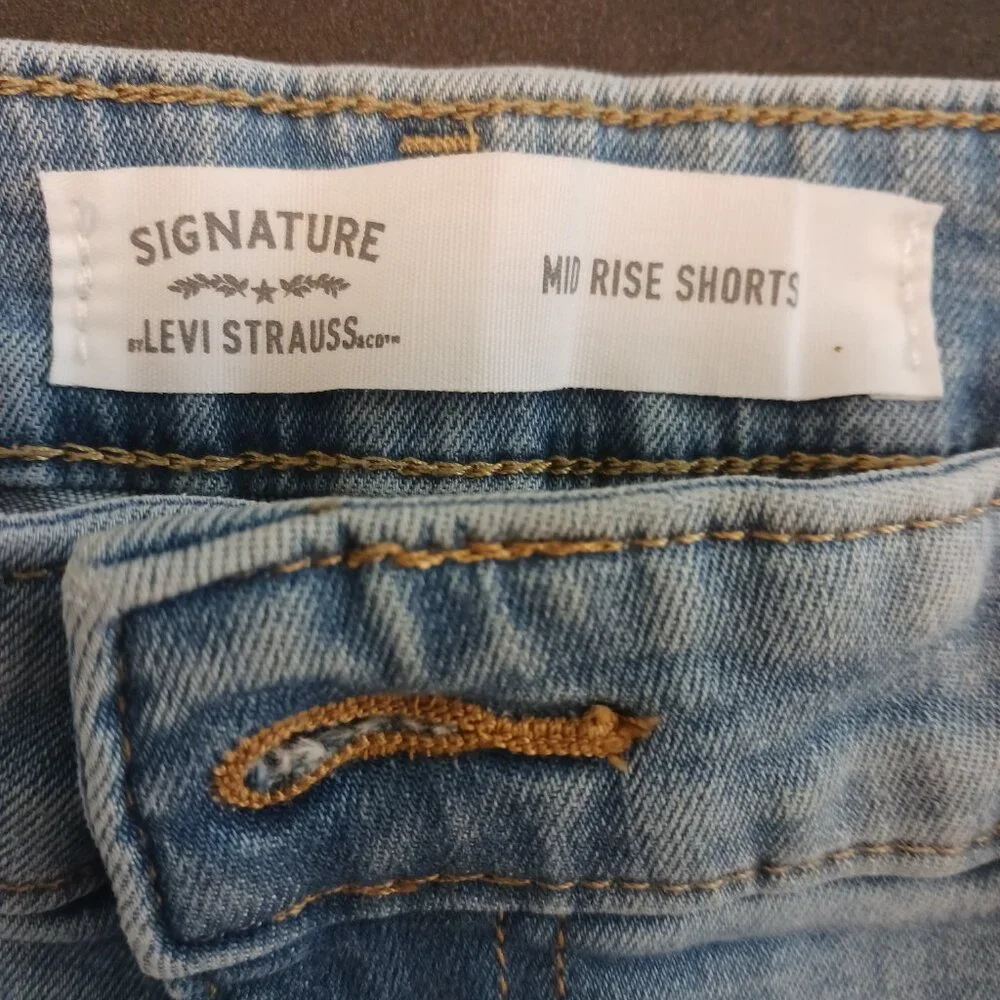 SIGNATURE
BY LEVI STRAUSS & CO™
MID RISE SHORTS